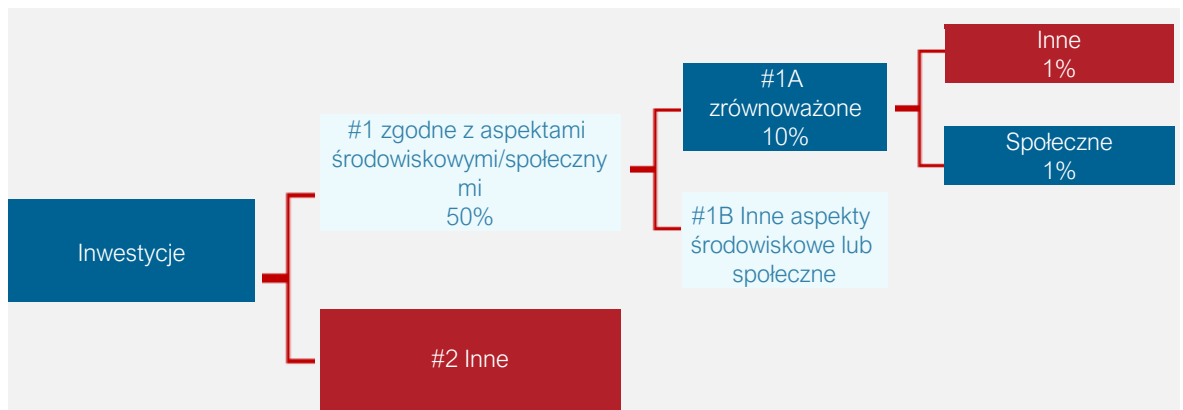 Inwestycje
#1 zgodne z aspektami
środowiskowymi/społeczny
mi
50%
#2 Inne
#1A
zrównoważone
10%
#1B Inne aspekty
środowiskowe lub
społeczne
Inne
1%
Społeczne
1%